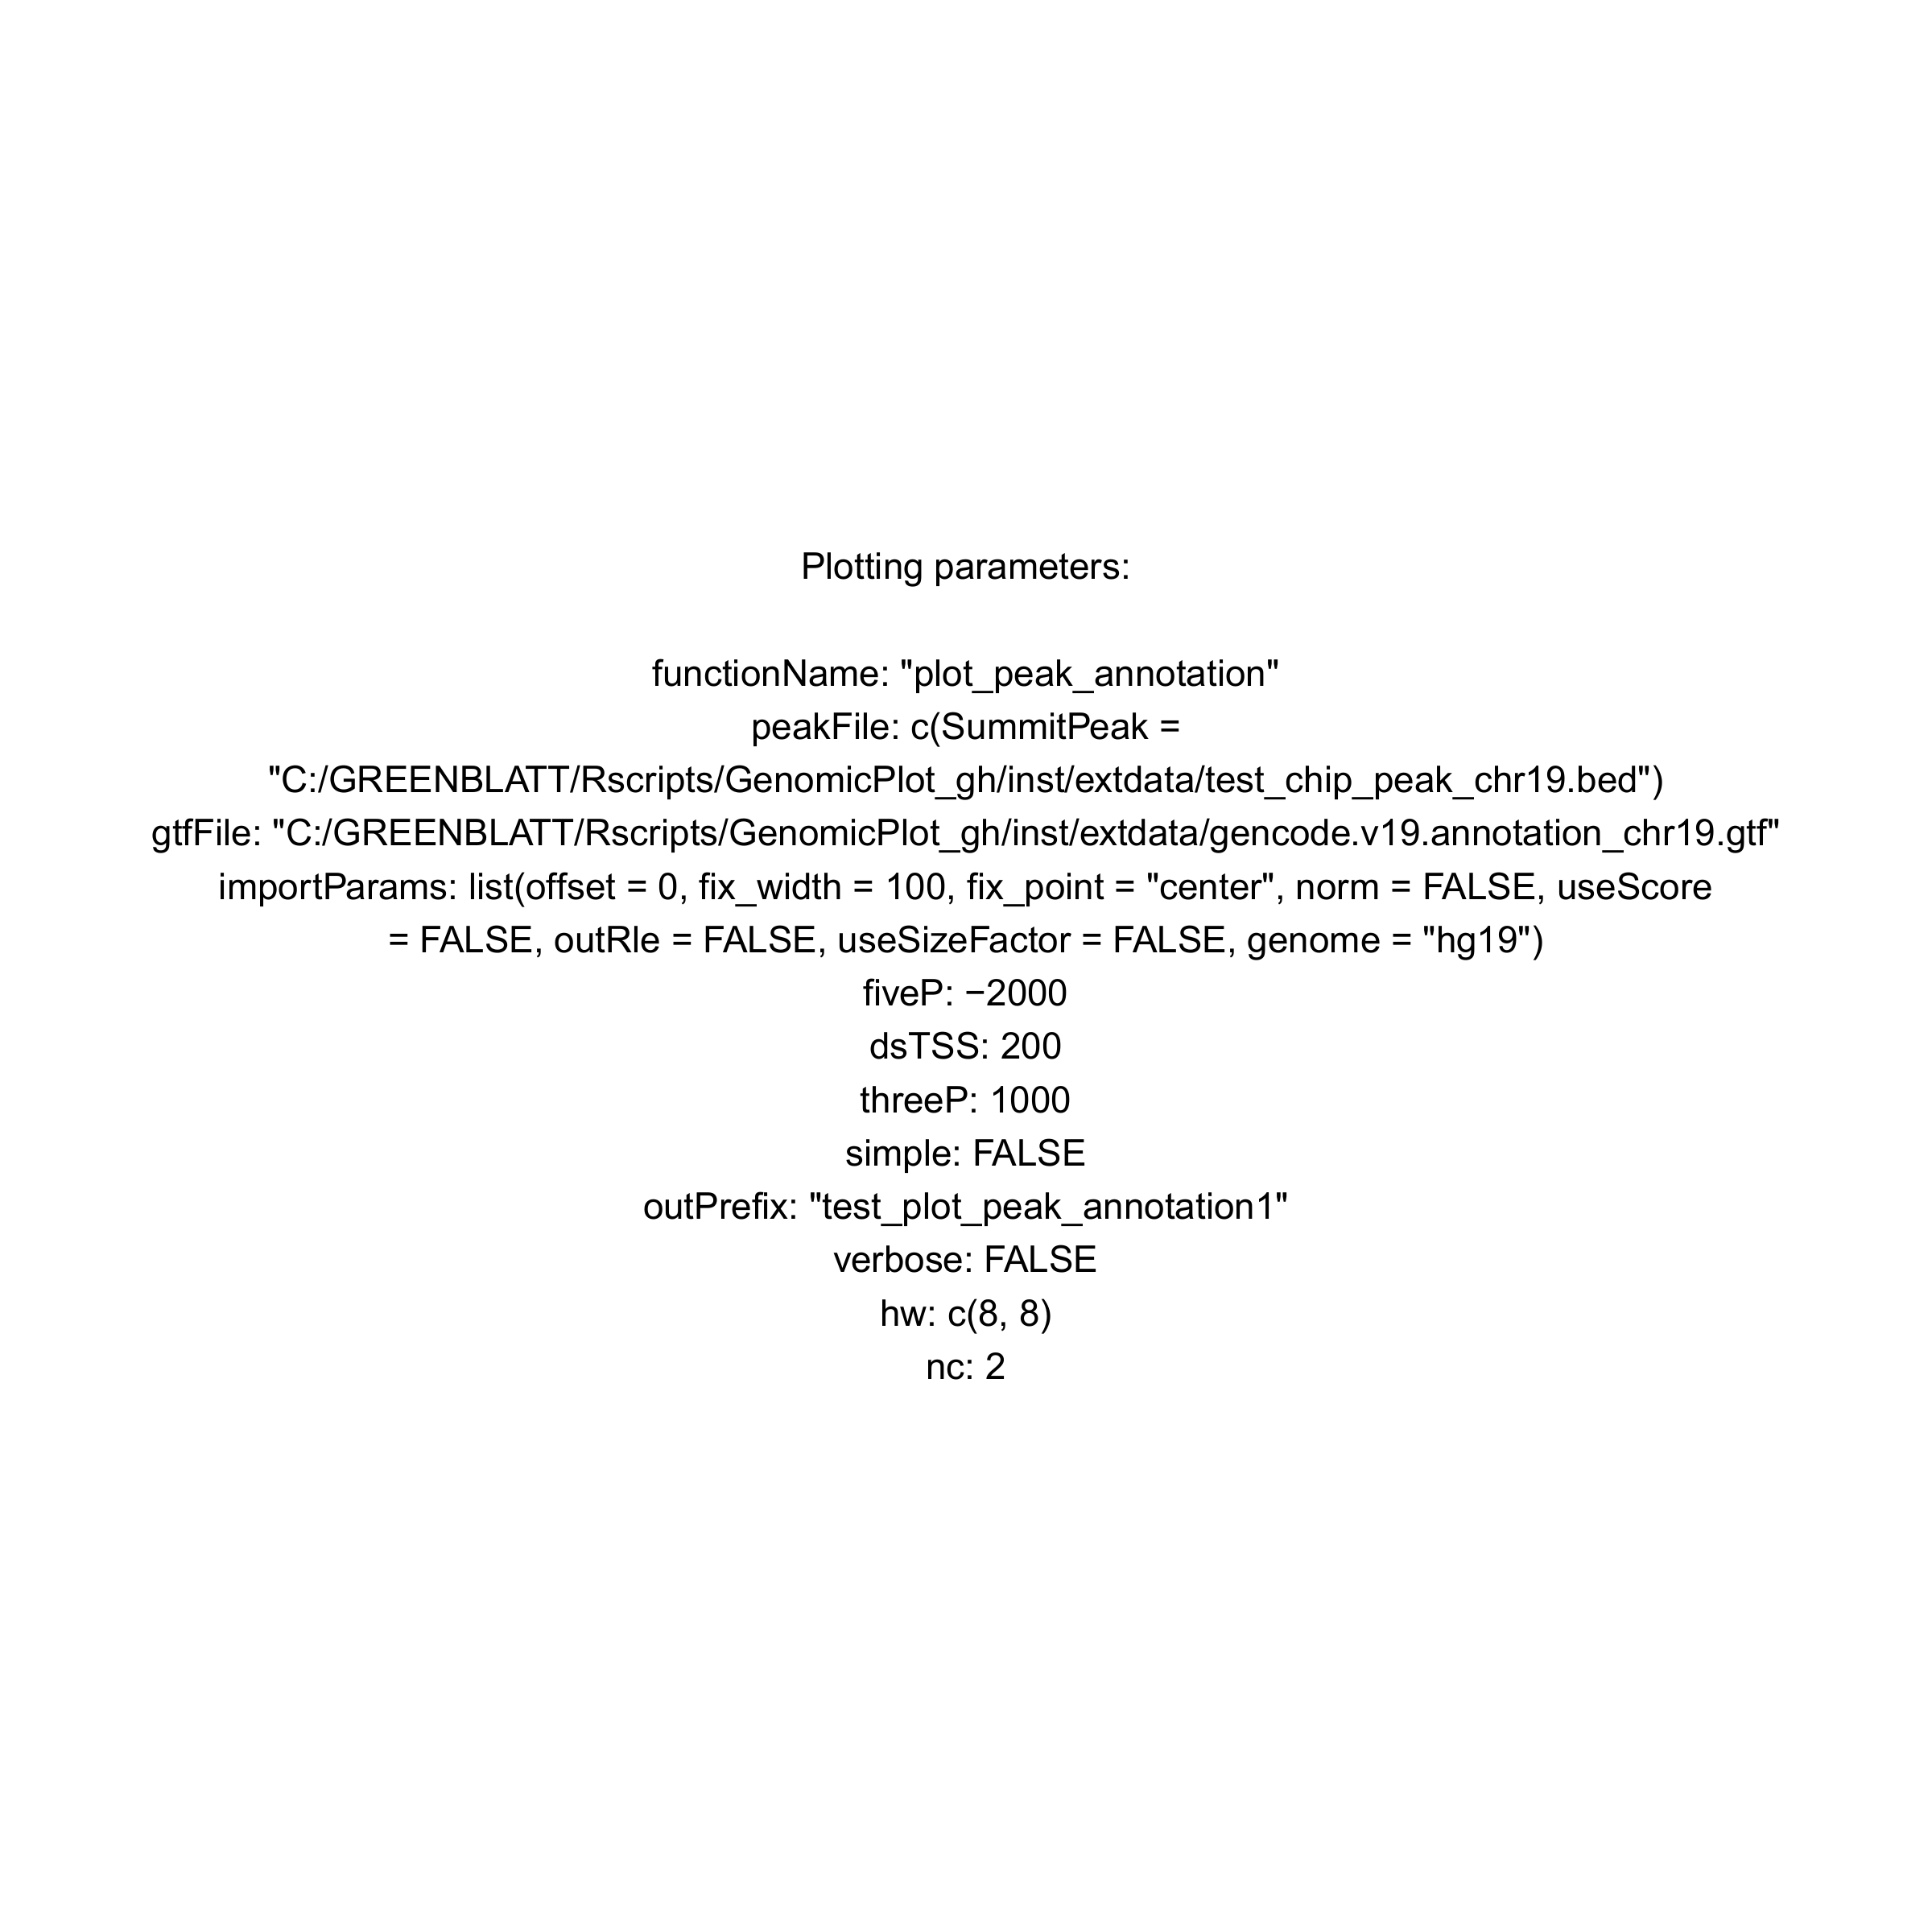 Plotting parameters:
functionName: "plot_peak_annotation"
peakFile: c(SummitPeak =
"C:/GREENBLATT/Rscripts/GenomicPlot_gh/inst/extdata/test_chip_peak_chr19.bed")
gtfFile: "C:/GREENBLATT/Rscripts/GenomicPlot_gh/inst/extdata/gencode.v19.annotation_chr19.gtf"
importParams: list(offset = 0, fix_width = 100, fix_point = "center", norm = FALSE, useScore
= FALSE, outRle = FALSE, useSizeFactor = FALSE, genome = "hg19")
fiveP: −2000
dsTSS: 200
threeP: 1000
simple: FALSE
outPrefix: "test_plot_peak_annotation1"
verbose: FALSE
hw: c(8, 8)
nc: 2